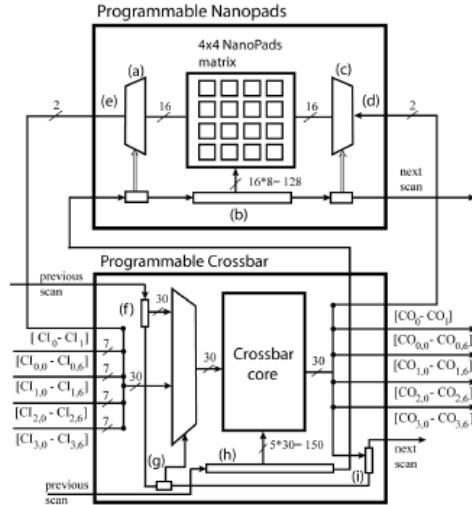 Programmable Nanopads
4x4 NanoPads
matrix
(a)
(c)
2
(e)
16
16
(d)
2
16*8= 128
next
scan
(b)
Programmable Crossbar
previous
scan
(f)
30
[CI0- CI1]
7
[CI0,0- CI0,6]
7
[CI1,0- CI1,6]
7
[CI2,0- CI2,6]
7
[CI3,0- CI3,6]
30
30
Crossbar
core
30
[CO0- CO1]
[CO0,0- CO0,6]
[CO1,0- CO1,6]
[CO2,0- CO2,6]
[CO3,0- CO3,6]
(g)
(h)
5*30= 150
(i)
next
scan
previous
scan